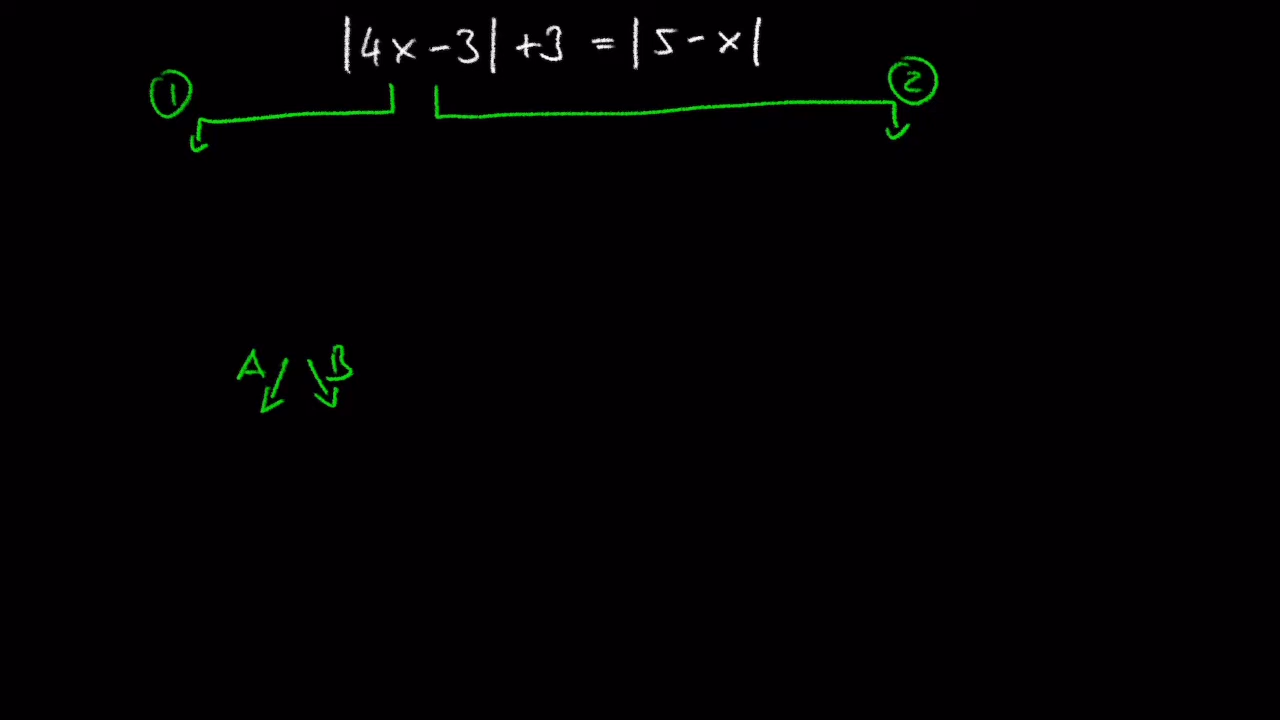 |4x-3|+3=|5-x|
① ②
A B